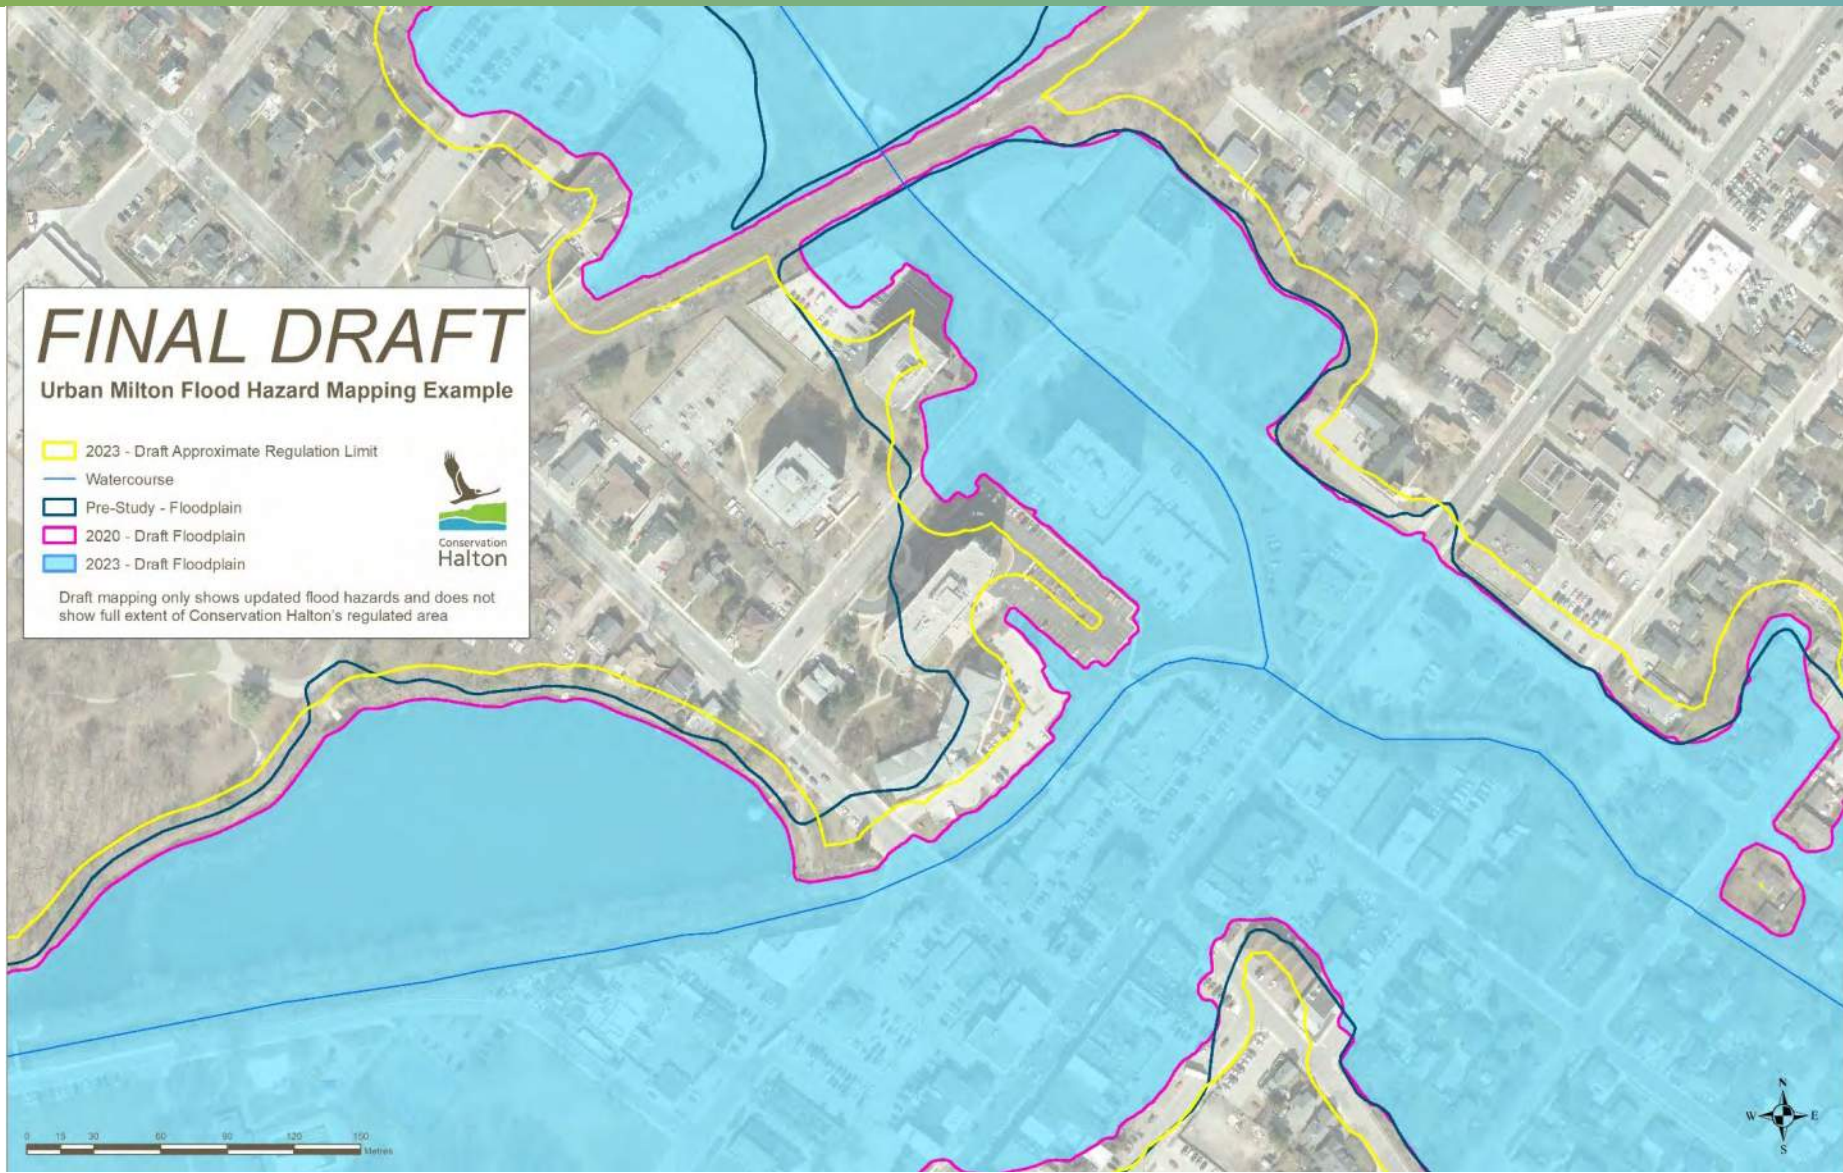 FINAL DRAFT
Urban Milton Flood Hazard Mapping Example
2023 - Draft Approximate Regulation Limit
Watercourse
Pre-Study - Floodplain
2020 - Draft Floodplain
2023 - Draft Floodplain
Conservation
Halton
Draft mapping only shows updated flood hazards and does not
show full extent of Conservation Halton's regulated area
N
W E
S
0 15 30 60 90 120 150
Metres